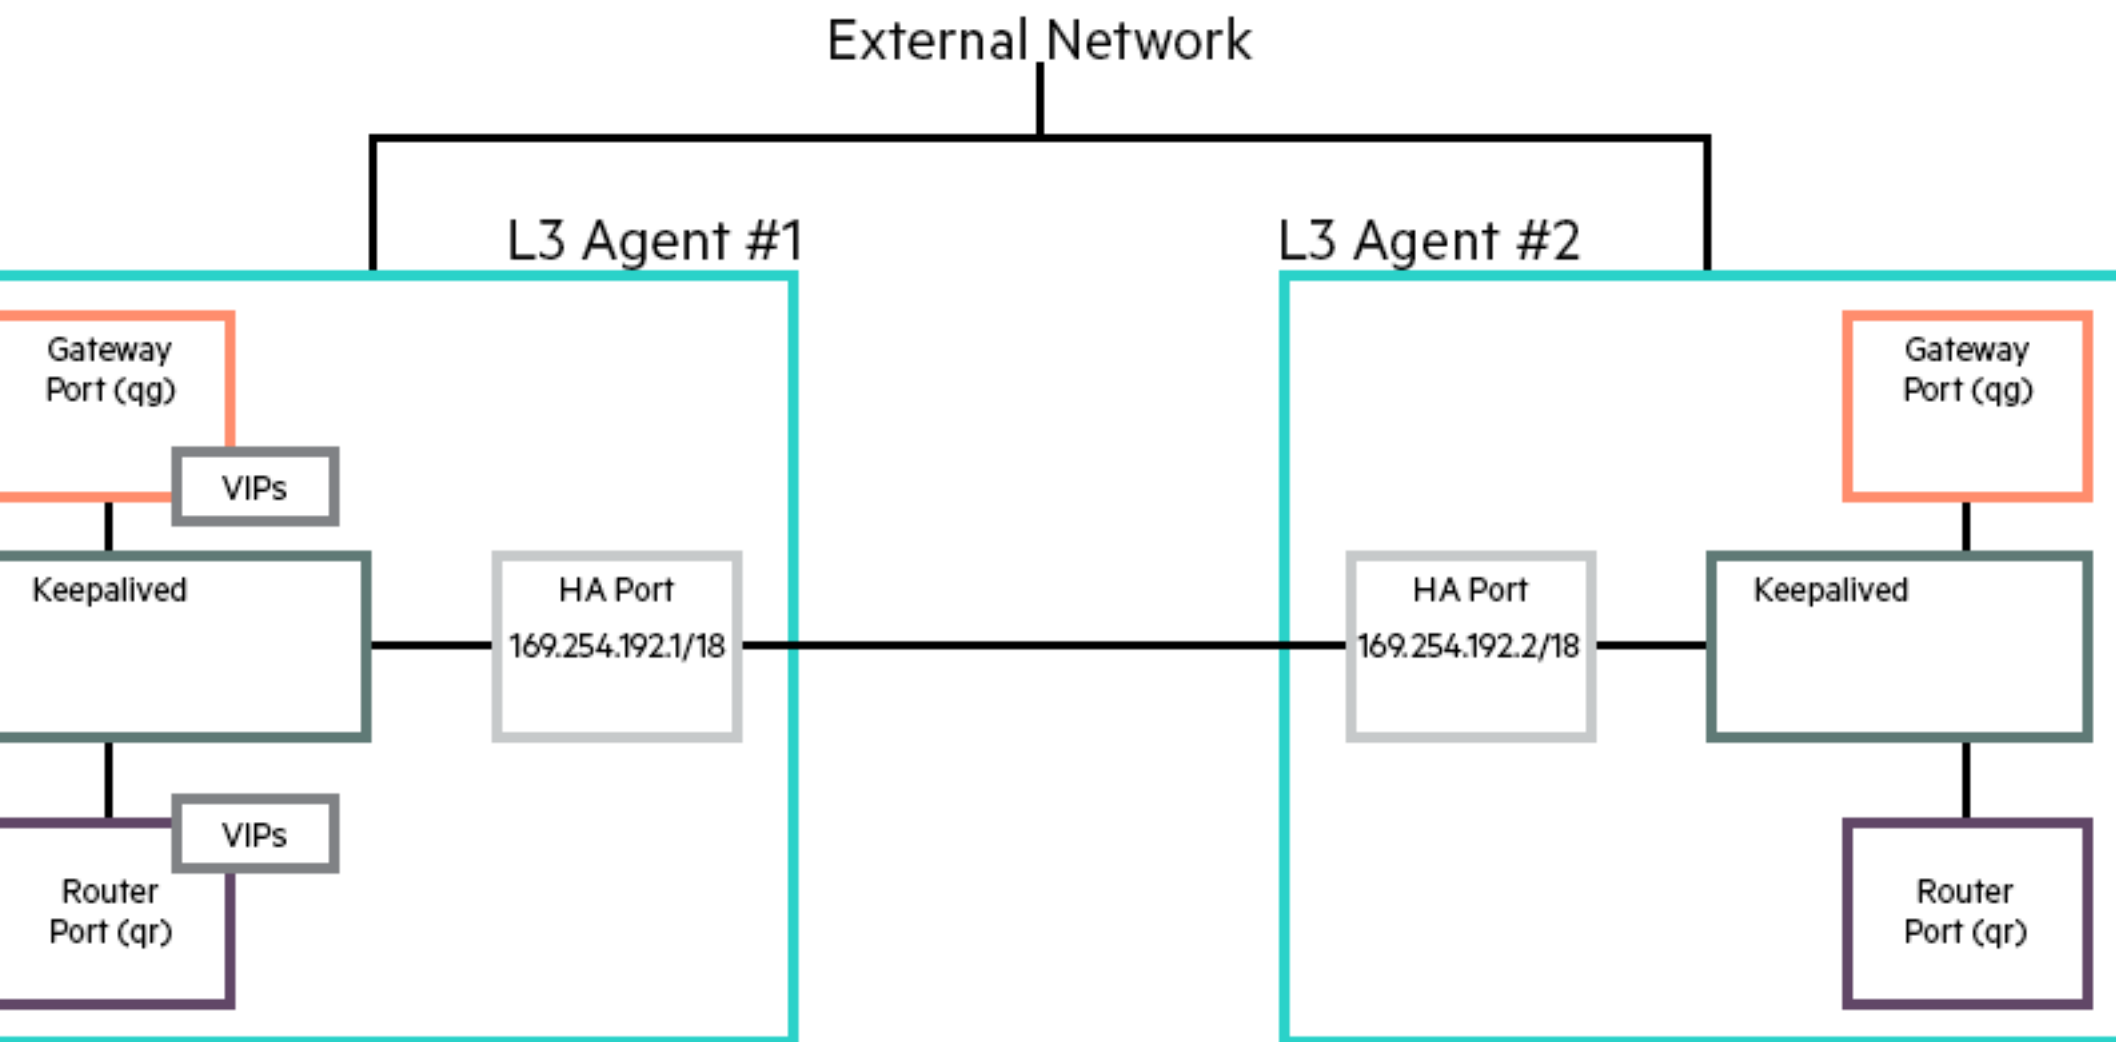 External Network
L3 Agent #1
L3 Agent #2
Gateway
Port (qg)
VIPs
Keepalived
HA Port
169.254.192.1/18
VIPs
Router
Port (qr)
Gateway
Port (qg)
HA Port
169.254.192.2/18
Keepalived
Router
Port (qr)